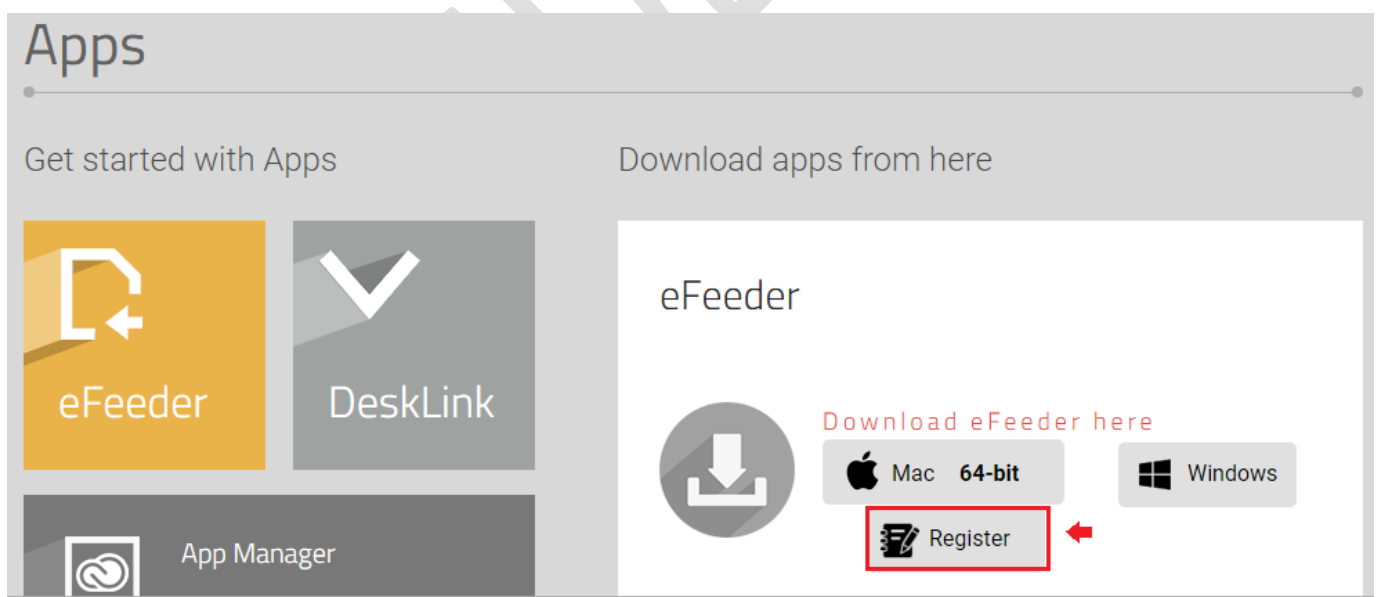 Apps
Get started with Apps
Download apps from here
eFeeder
DeskLink
App Manager
eFeeder
Download eFeeder here
Mac 64-bit
Windows
Register